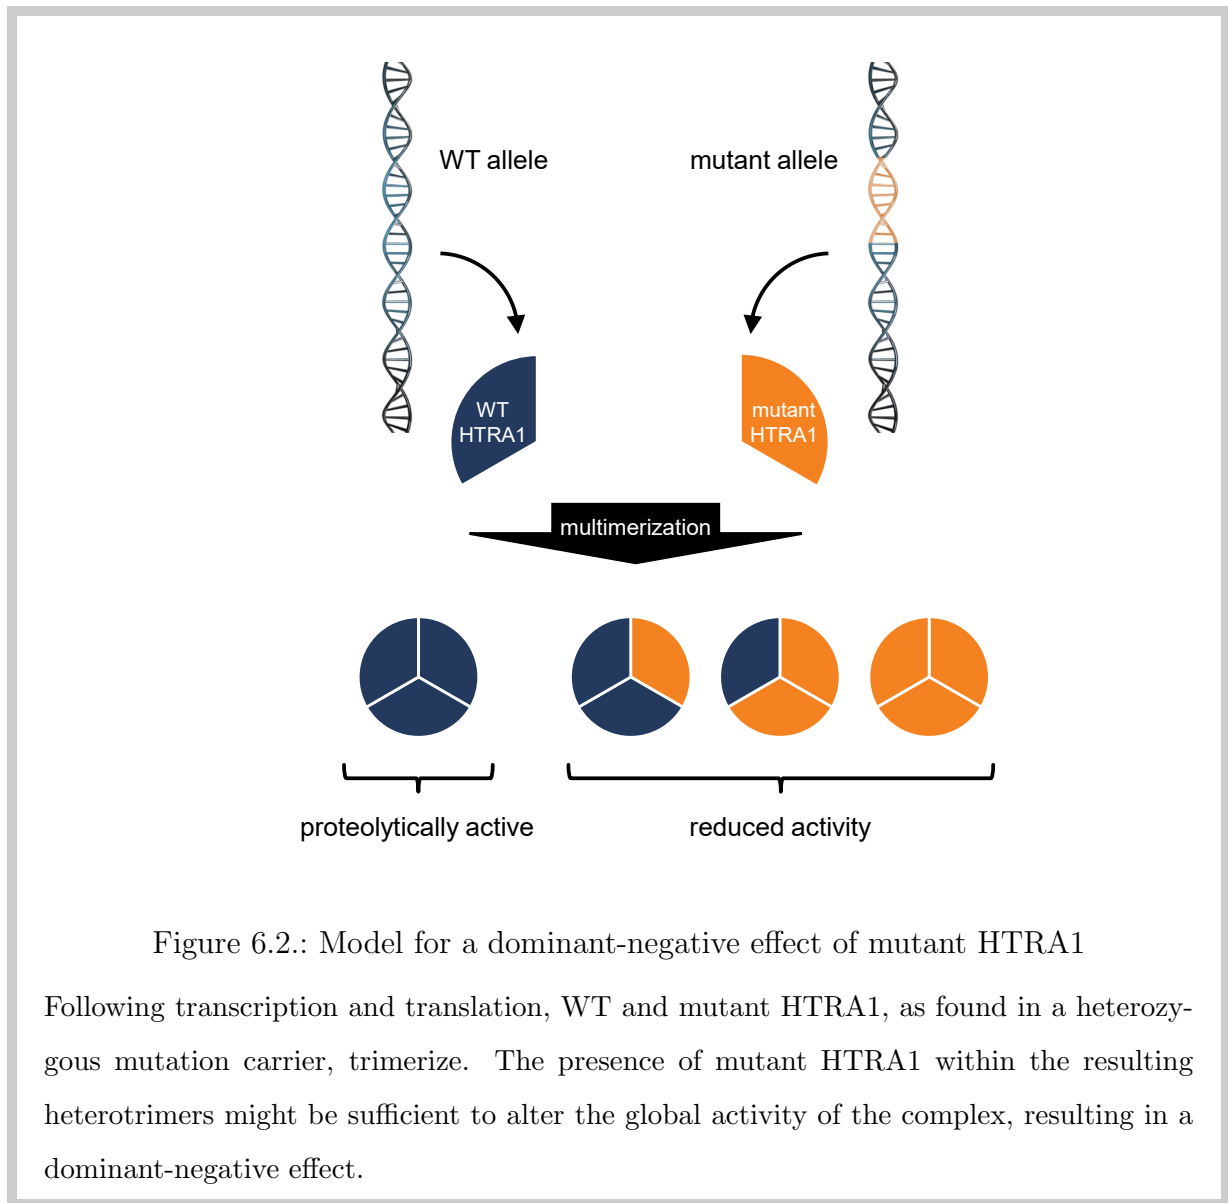 WT allele
mutant allele
WT
HTRA1
mutant
HTRA1
multimerization
proteolytically active
reduced activity
Figure 6.2.: Model for a dominant-negative effect of mutant HTRA1
Following transcription and translation, WT and mutant HTRA1, as found in a heterozy-
gous mutation carrier, trimerize. The presence of mutant HTRA1 within the resulting
heterotrimers might be sufficient to alter the global activity of the complex, resulting in a
dominant-negative effect.